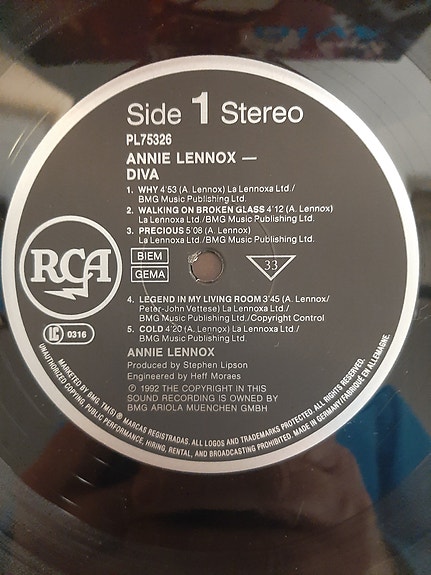 Side 1 Stereo
PL75326
ANNIE LENNOX —
DIVA
1. WHY 4'53 (A. Lennox) La Lennoxa Ltd./
BMG Music Publishing Ltd.
2. WALKING ON BROKEN GLASS 4'12 (A. Lennox)
La Lennoxa Ltd./BMG Music Publishing Ltd.
3. PRECIOUS 5'08 (A. Lennox)
La Lennoxa Ltd./BMG Music Publishing Ltd.
BIEM
GEMA
33
RCA
4. LEGEND IN MY LIVING ROOM 3'45 (A. Lennox/
Peter-John Vettese) La Lennoxa Ltd./
BMG Music Publishing Ltd./Copyright Control
5. COLD 4'20 (A. Lennox) La Lennoxa Ltd./
BMG Music Publishing Ltd.
LC 0316
ANNIE LENNOX
Produced by Stephen Lipson
Engineered by Heff Moraes
℗ 1992 THE COPYRIGHT IN THIS
SOUND RECORDING IS OWNED BY
BMG ARIOLA MUENCHEN GMBH
MARKETED BY BMG, TM(S) ® MARCAS REGISTRADAS. ALL LOGOS AND TRADEMARKS PROTECTED. ALL RIGHTS RESERVED.
UNAUTHORIZED COPYING, PUBLIC PERFORMANCE, HIRING, RENTAL, AND BROADCASTING PROHIBITED. MADE IN GERMANY/FABRIQUÉ EN ALLEMAGNE.